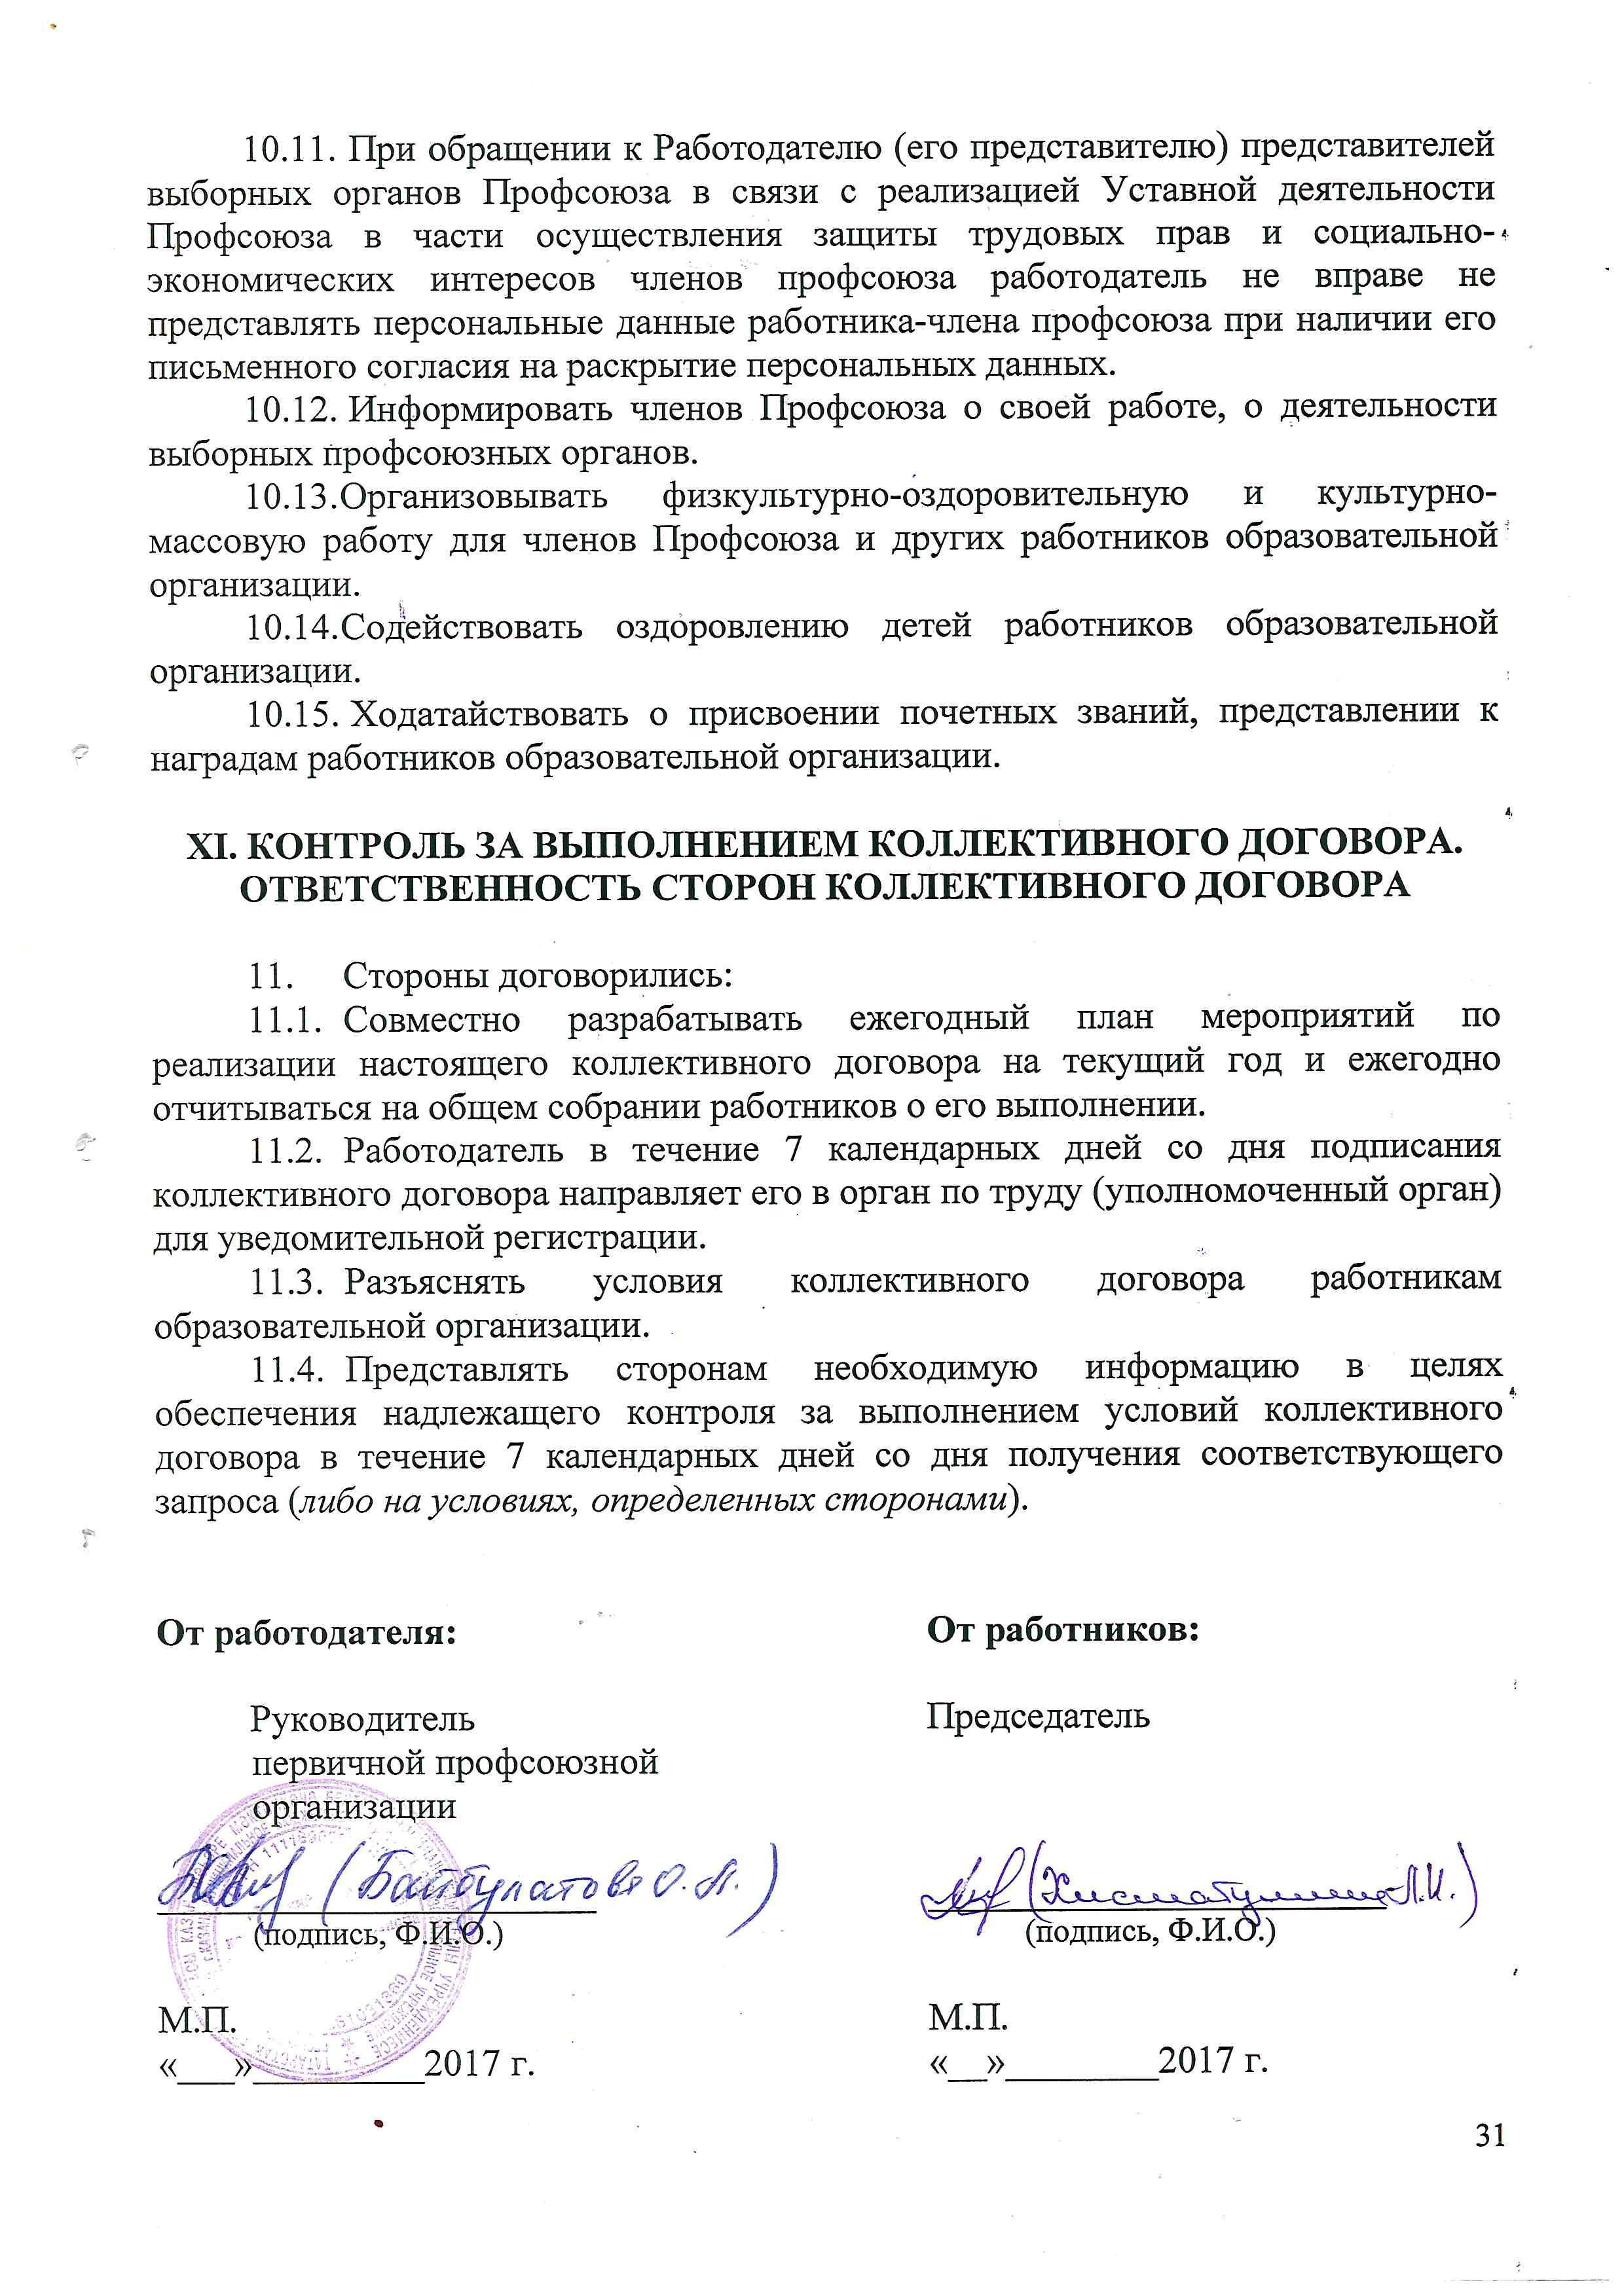 10.11. При обращении к Работодателю (его представителю) представителей
выборных органов Профсоюза в связи с реализацией Уставной деятельности
Профсоюза в части осуществления защиты трудовых прав и социально-
экономических интересов членов профсоюза работодатель не вправе не
представлять персональные данные работника-члена профсоюза при наличии его
письменного согласия на раскрытие персональных данных.
10.12. Информировать членов Профсоюза о своей работе, о деятельности
выборных профсоюзных органов.
10.13.Организовывать физкультурно-оздоровительную и культурно-
массовую работу для членов Профсоюза и других работников образовательной
организации.
10.14.Содействовать оздоровлению детей работников образовательной
организации.
10.15. Ходатайствовать о присвоении почетных званий, представлении к
наградам работников образовательной организации.
XI. КОНТРОЛЬ ЗА ВЫПОЛНЕНИЕМ КОЛЛЕКТИВНОГО ДОГОВОРА.
ОТВЕТСТВЕННОСТЬ СТОРОН КОЛЛЕКТИВНОГО ДОГОВОРА
11. Стороны договорились:
11.1. Совместно разрабатывать ежегодный план мероприятий по
реализации настоящего коллективного договора на текущий год и ежегодно
отчитываться на общем собрании работников о его выполнении.
11.2. Работодатель в течение 7 календарных дней со дня подписания
коллективного договора направляет его в орган по труду (уполномоченный орган)
для уведомительной регистрации.
11.3. Разъяснять условия коллективного договора работникам
образовательной организации.
11.4. Представлять сторонам необходимую информацию в целях
обеспечения надлежащего контроля за выполнением условий коллективного
договора в течение 7 календарных дней со дня получения соответствующего
запроса (либо на условиях, определенных сторонами).
От работодателя: От работников:
Руководитель Председатель
первичной профсоюзной
организации
(Байбулатова О.А.) (Хисматуллина Л.И.)
(подпись, Ф.И.О.) (подпись, Ф.И.О.)
М.П. М.П.
«___»_________2017 г. «__»________2017 г.
31